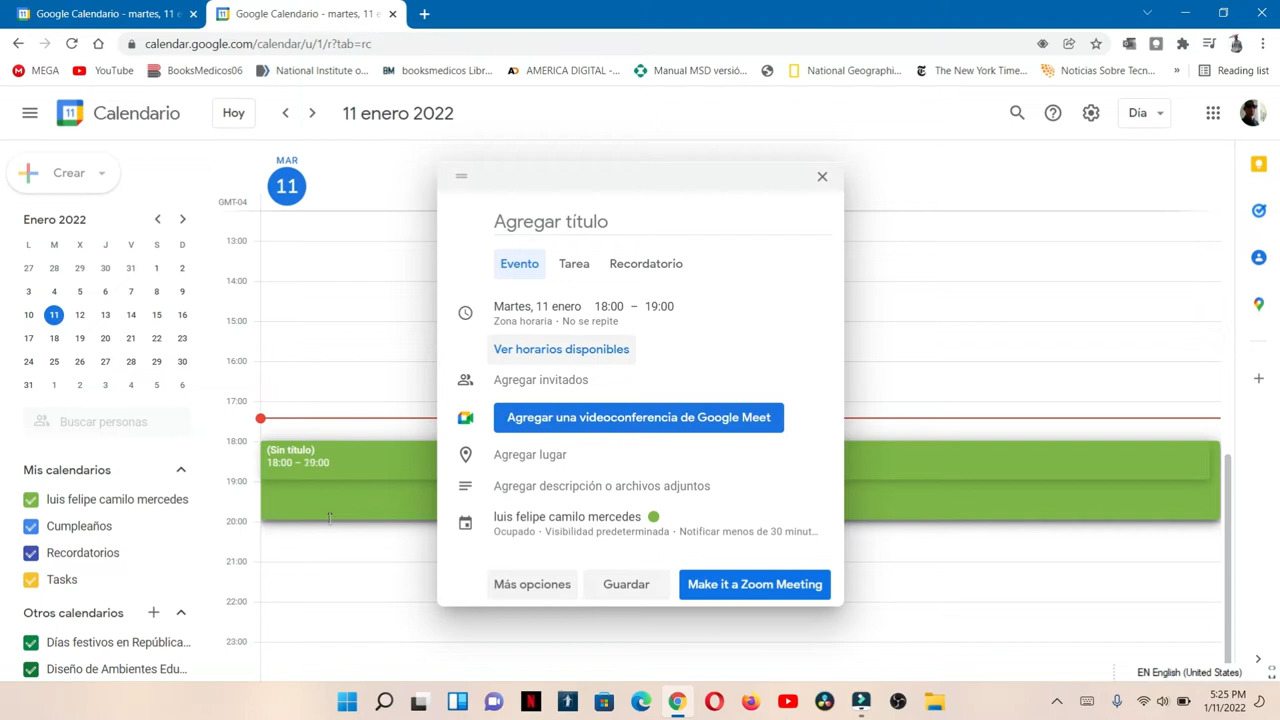 Google Calendario - martes, 11 e
Google Calendario - martes, 11 e
calendar.google.com/calendar/u/1/r?tab=rc
MEGA
YouTube
BooksMedicos06
National Institute o...
BM booksmedicos Libr...
AMERICA DIGITAL -...
Manual MSD versió...
National Geographi...
The New York Time...
Noticias Sobre Tecn...
»
Reading list
11
Calendario
Hoy
11 enero 2022
Día
Crear
Enero 2022
L M X J V S D
27 28 29 30 31 1 2
3 4 5 6 7 8 9
10 11 12 13 14 15 16
17 18 19 20 21 22 23
24 25 26 27 28 29 30
31 1 2 3 4 5 6
Buscar personas
Mis calendarios
luis felipe camilo mercedes
Cumpleaños
Recordatorios
Tasks
Otros calendarios
Días festivos en República...
Diseño de Ambientes Edu...
MAR
11
GMT-04
13:00
14:00
15:00
16:00
17:00
18:00
19:00
20:00
21:00
22:00
23:00
(Sin título)
Agregar título
Evento Tarea Recordatorio
Martes, 11 enero 18:00 – 19:00
Zona horaria · No se repite
Ver horarios disponibles
Agregar invitados
Agregar una videoconferencia de Google Meet
Agregar lugar
Agregar descripción o archivos adjuntos
luis felipe camilo mercedes
Ocupado · Visibilidad predeterminada · Notificar menos de 30 minut...
Más opciones
Guardar
Make it a Zoom Meeting
EN English (United States)
5:25 PM
1/11/2022